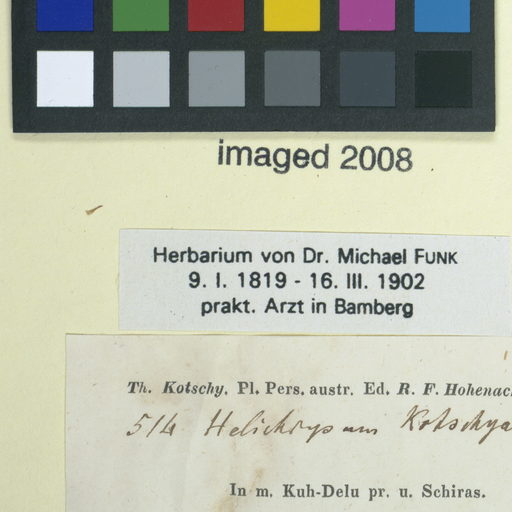 imaged 2008
Herbarium von Dr. Michael FUNK
9. I. 1819 - 16. III. 1902
prakt. Arzt in Bamberg
Th. Kotschy. Pl. Pers. austr. Ed. R. F. Hohenac
514 Helichrysum Kotschya
In m. Kuh-Delu pr. u. Schiras.